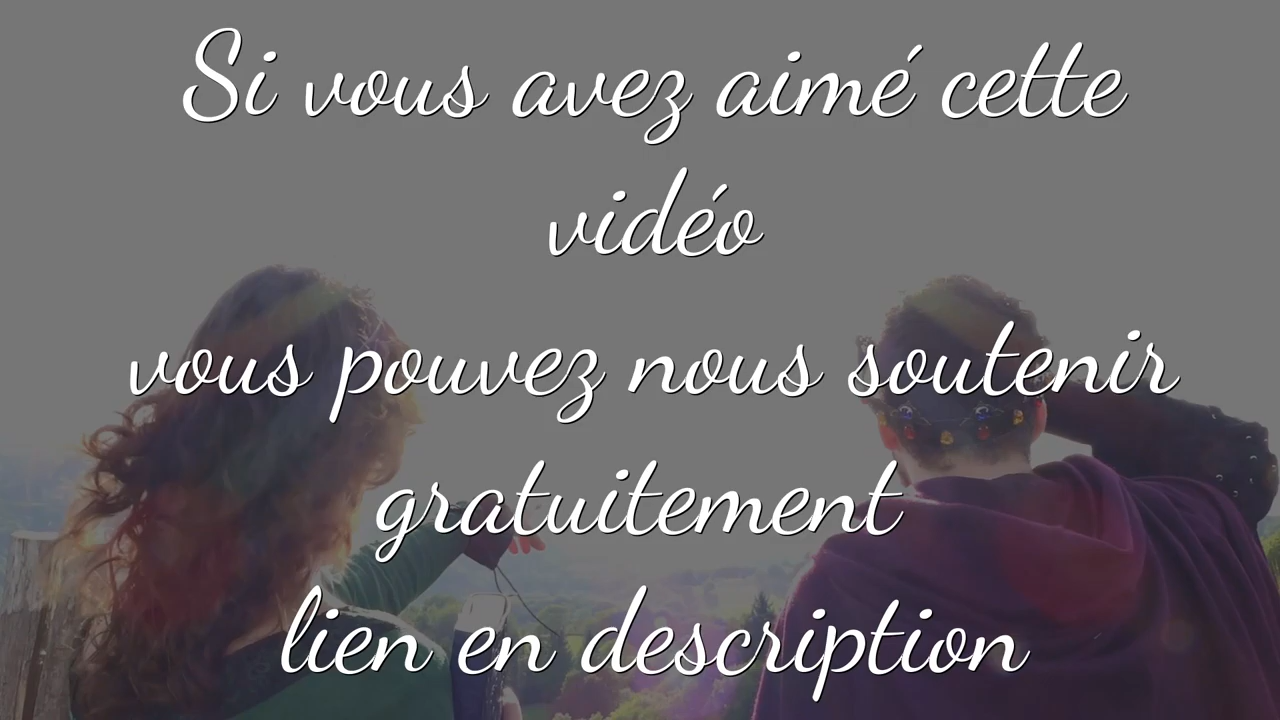 Si vous avez aimé cette
vidéo
vous pouvez nous soutenir
gratuitement
lien en description